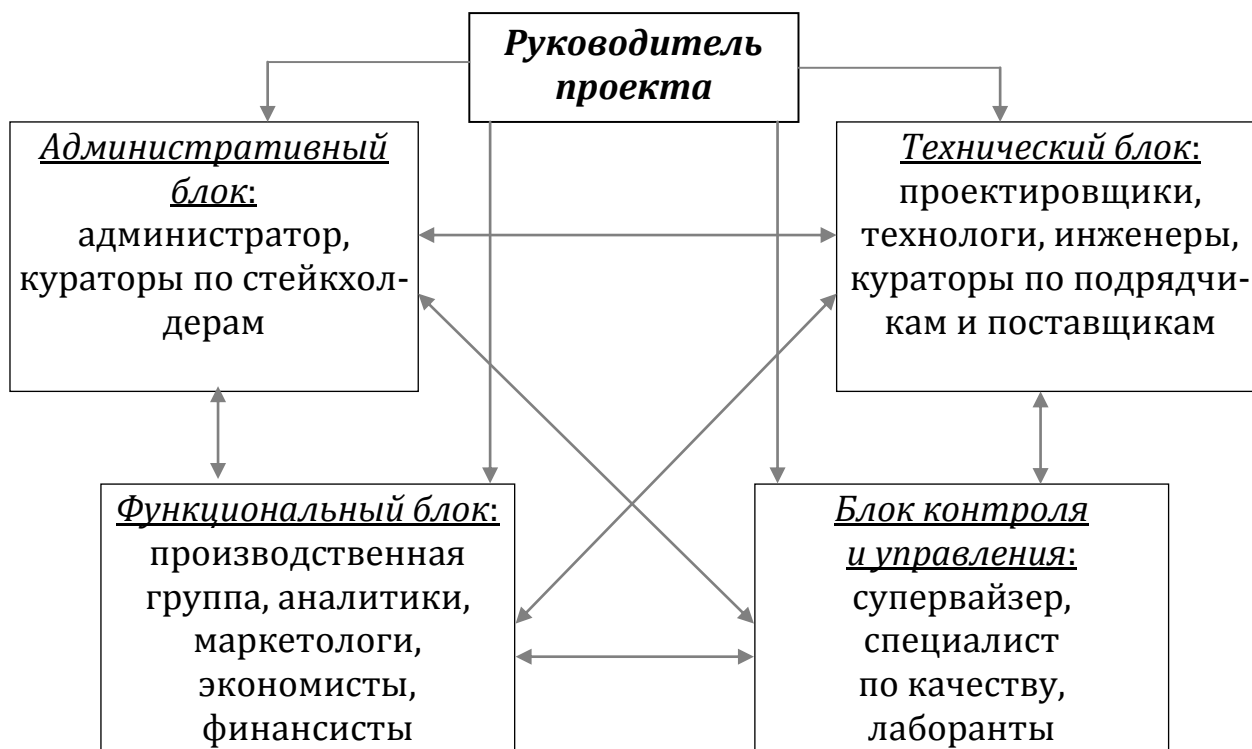 Руководитель
проекта
Административный
блок:
администратор,
кураторы по стейкхол-
дерам
Технический блок:
проектировщики,
технологи, инженеры,
кураторы по подрядчи-
кам и поставщикам
Функциональный блок:
производственная
группа, аналитики,
маркетологи,
экономисты,
финансисты
Блок контроля
и управления:
супервайзер,
специалист
по качеству,
лаборанты